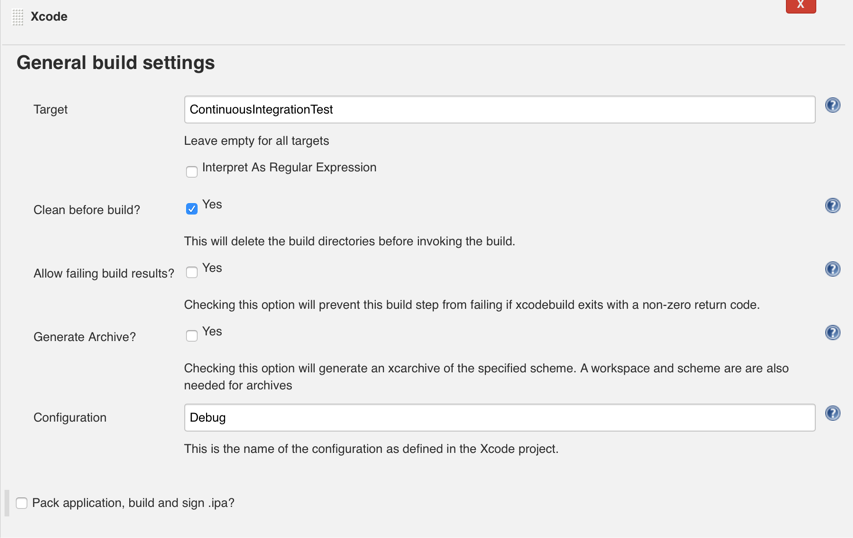 Xcode
X
General build settings
Target
ContinuousIntegrationTest
?
Leave empty for all targets
Interpret As Regular Expression
Clean before build?
Yes
?
This will delete the build directories before invoking the build.
Allow failing build results?
Yes
?
Checking this option will prevent this build step from failing if xcodebuild exits with a non-zero return code.
Generate Archive?
Yes
?
Checking this option will generate an xcarchive of the specified scheme. A workspace and scheme are are also
needed for archives
Configuration
Debug
?
This is the name of the configuration as defined in the Xcode project.
Pack application, build and sign .ipa?